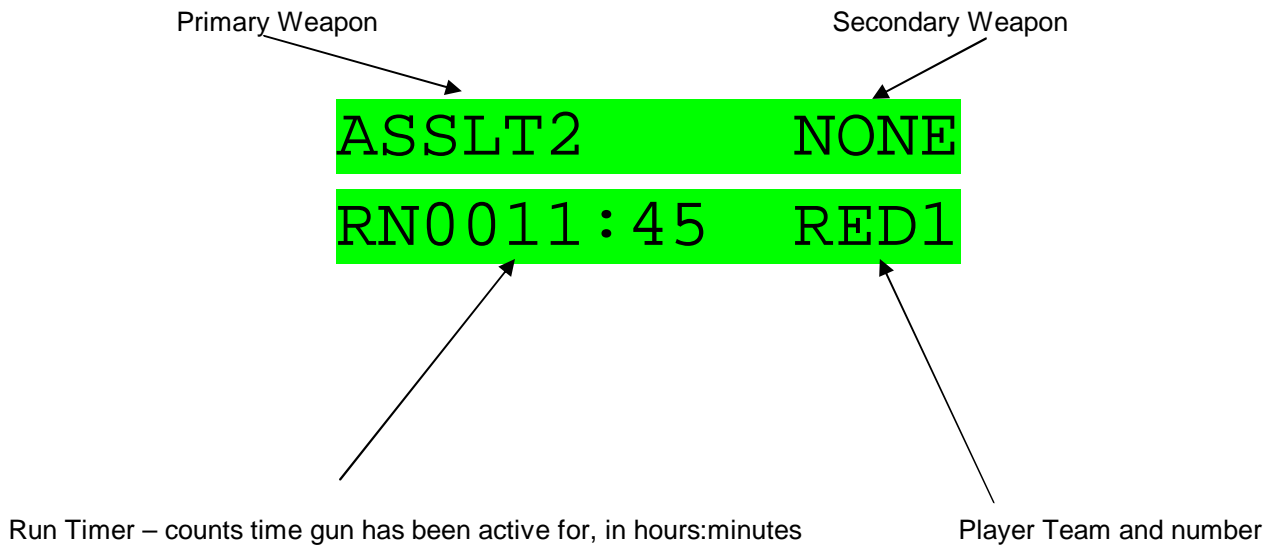 Primary Weapon Secondary Weapon
ASSLT2 NONE
RN0011:45 RED1
Run Timer – counts time gun has been active for, in hours:minutes Player Team and number